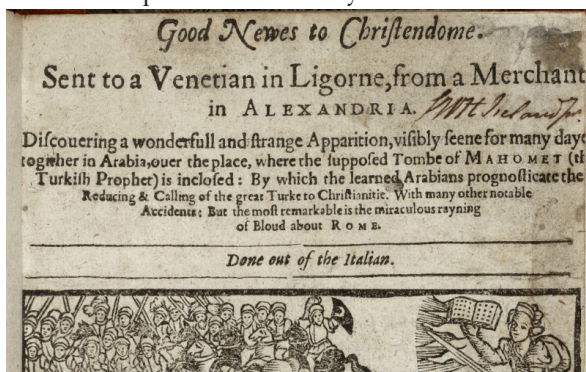 Good Newes to Chriſtendome.
Sent to a Venetian in Ligorne, from a Merchant
in ALEXANDRIA.
Diſcouering a wonderfull and ſtrange Apparition, viſibly ſeene for many daye
togither in Arabia, ouer the place, where the ſuppoſed Tombe of MAHOMET (th
Turkiſh Prophet) is incloſed: By which the learned Arabians prognoſticate the
Reducing & Calling of the great Turke to Chriſtianitie. With many other notable
Accidents: But the moſt remarkable is the miraculous rayning
of Bloud about ROME.
Done out of the Italian.